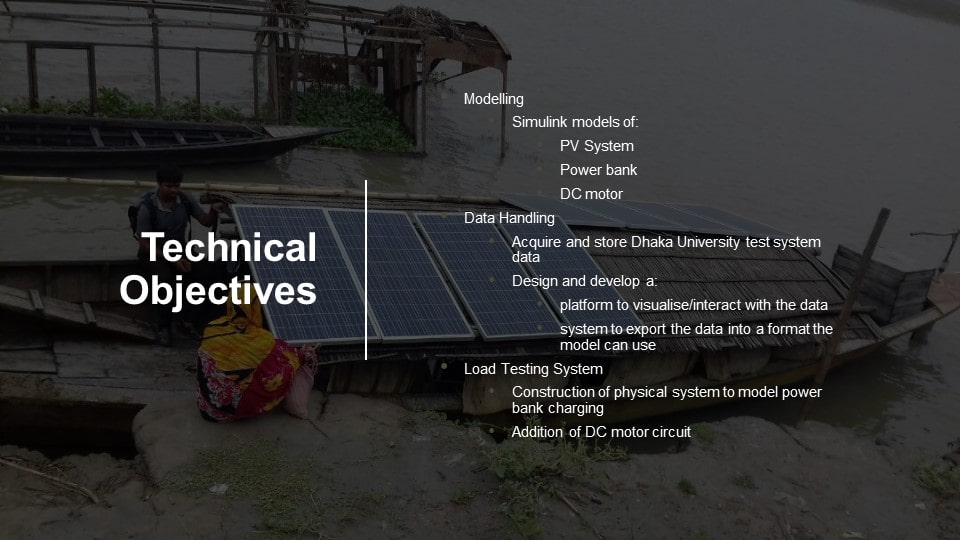 Technical
Objectives
Modelling
Simulink models of:
PV System
Power bank
DC motor
Data Handling
Acquire and store Dhaka University test system
data
Design and develop a:
platform to visualise/interact with the data
system to export the data into a format the
model can use
Load Testing System
Construction of physical system to model power
bank charging
Addition of DC motor circuit